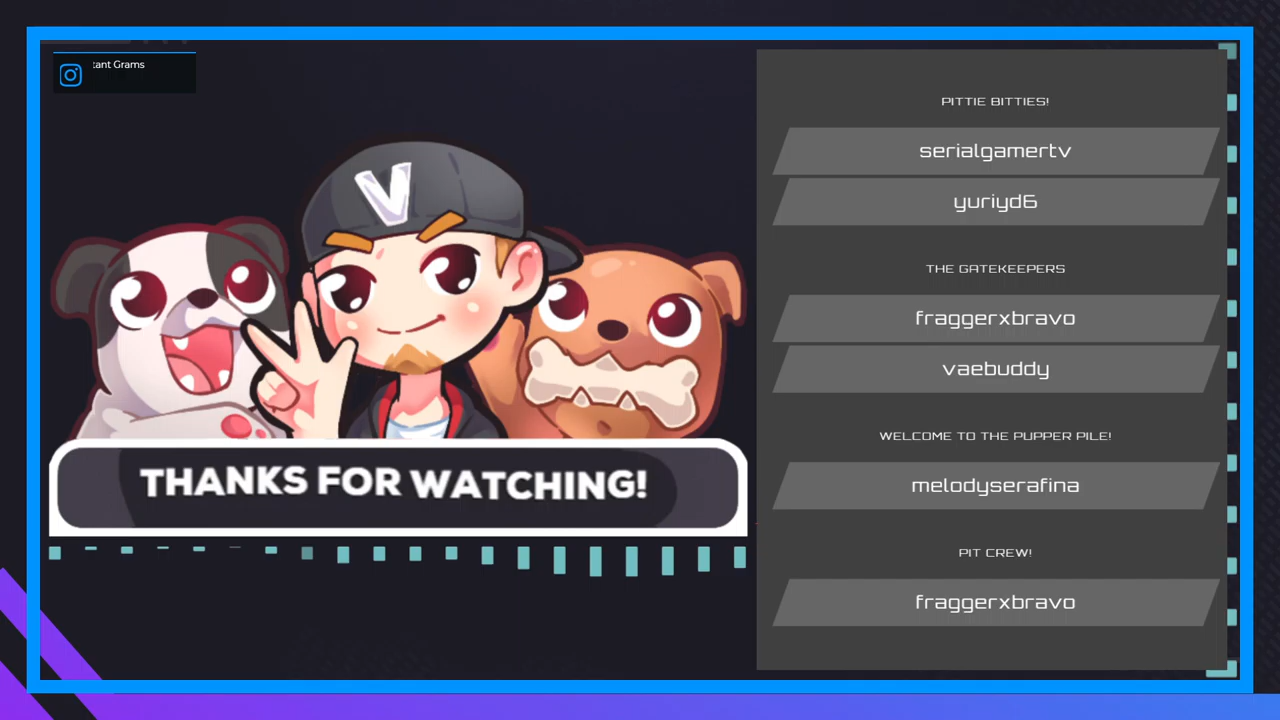 Grams
V
THANKS FOR WATCHING!
PITTIE BITTIES!
serialgamertv
yuriyd6
THE GATEKEEPERS
fraggerxbravo
vaebuddy
WELCOME TO THE PUPPER PILE!
melodyserafina
PIT CREW!
fraggerxbravo